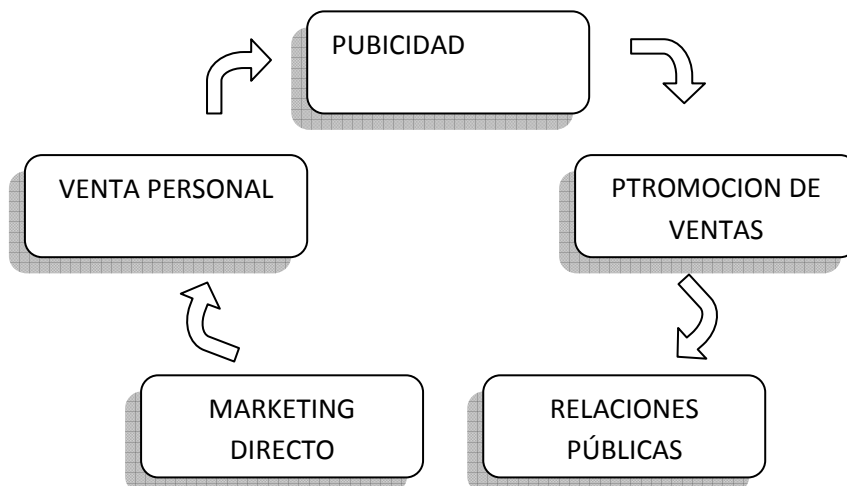 PUBICIDAD
VENTA PERSONAL
PTROMOCION DE
VENTAS
MARKETING
DIRECTO
RELACIONES
PÚBLICAS